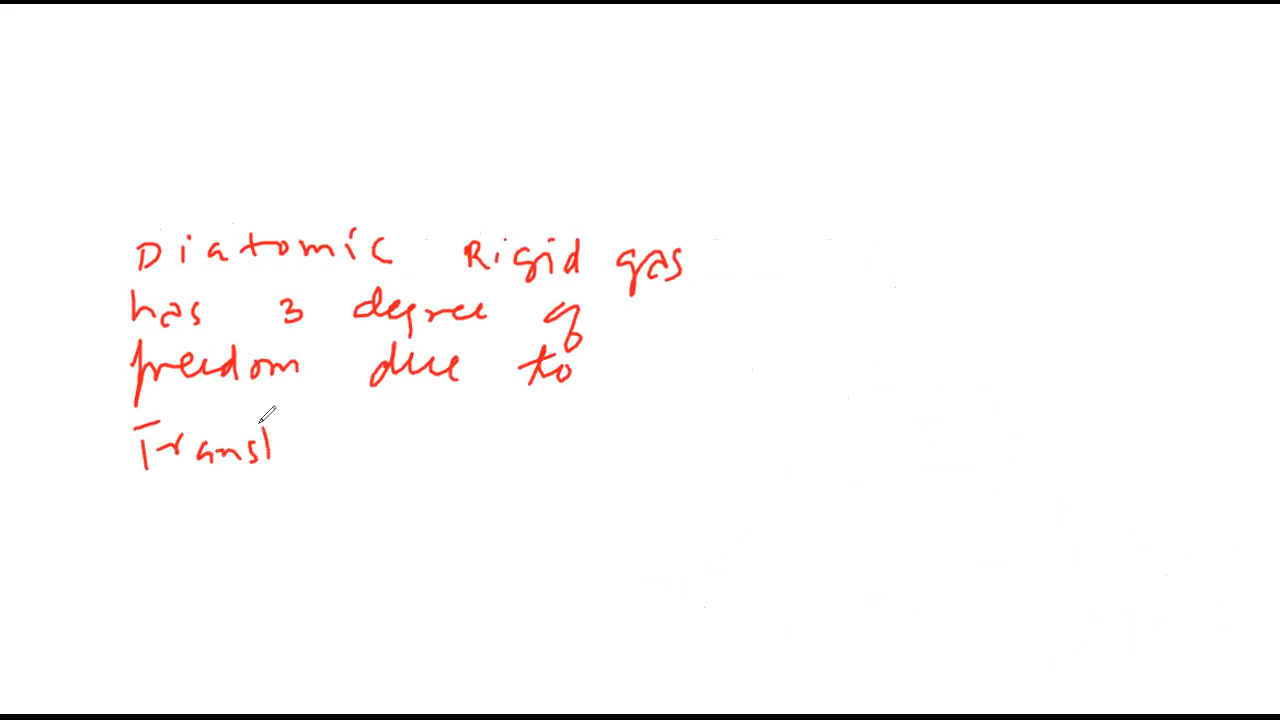 Diatomic Rigid gas
has 3 degree of
freedom due to
Transl